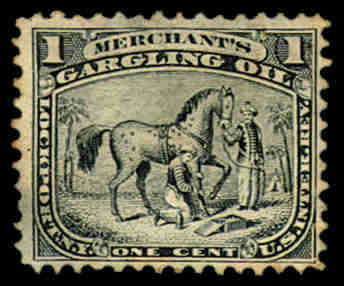 1 MERCHANT'S 1
GARGLING OIL
LOCKPORT N.Y.
U.S. INTER. REV.
ONE CENT